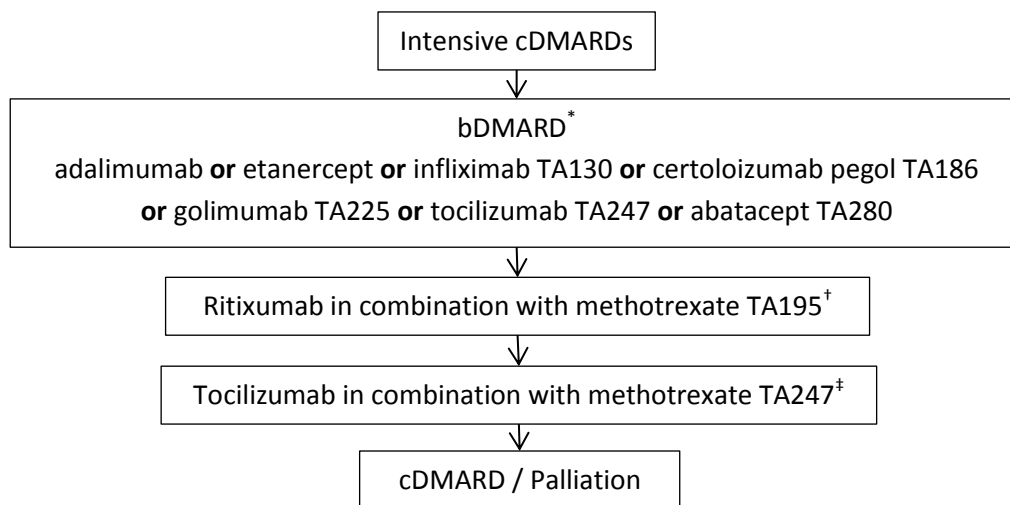 Intensive cDMARDs
bDMARD*
adalimumab or etanercept or infliximab TA130 or certoloizumab pegol TA186
or golimumab TA225 or tocilizumab TA247 or abatacept TA280
Ritixumab in combination with methotrexate TA195†
Tocilizumab in combination with methotrexate TA247‡
cDMARD / Palliation